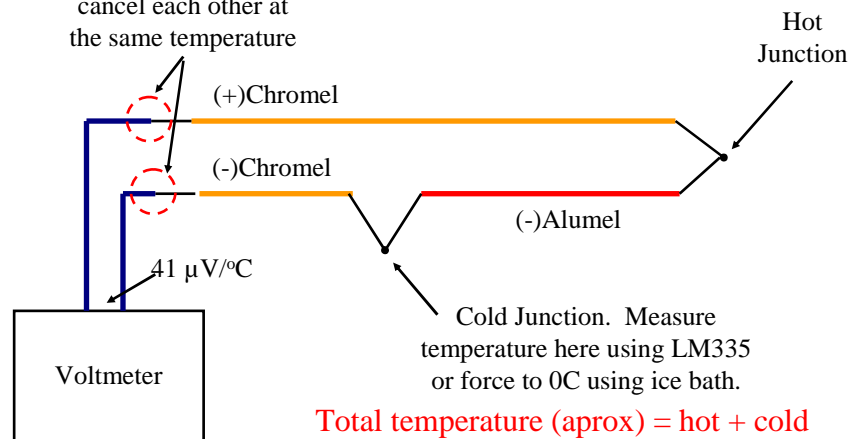 cancel each other at
the same temperature
Hot
Junction
(+)Chromel
(-)Chromel
(-)Alumel
41 µV/ºC
Cold Junction.  Measure
temperature here using LM335
or force to 0C using ice bath.
Voltmeter
Total temperature (aprox) = hot + cold